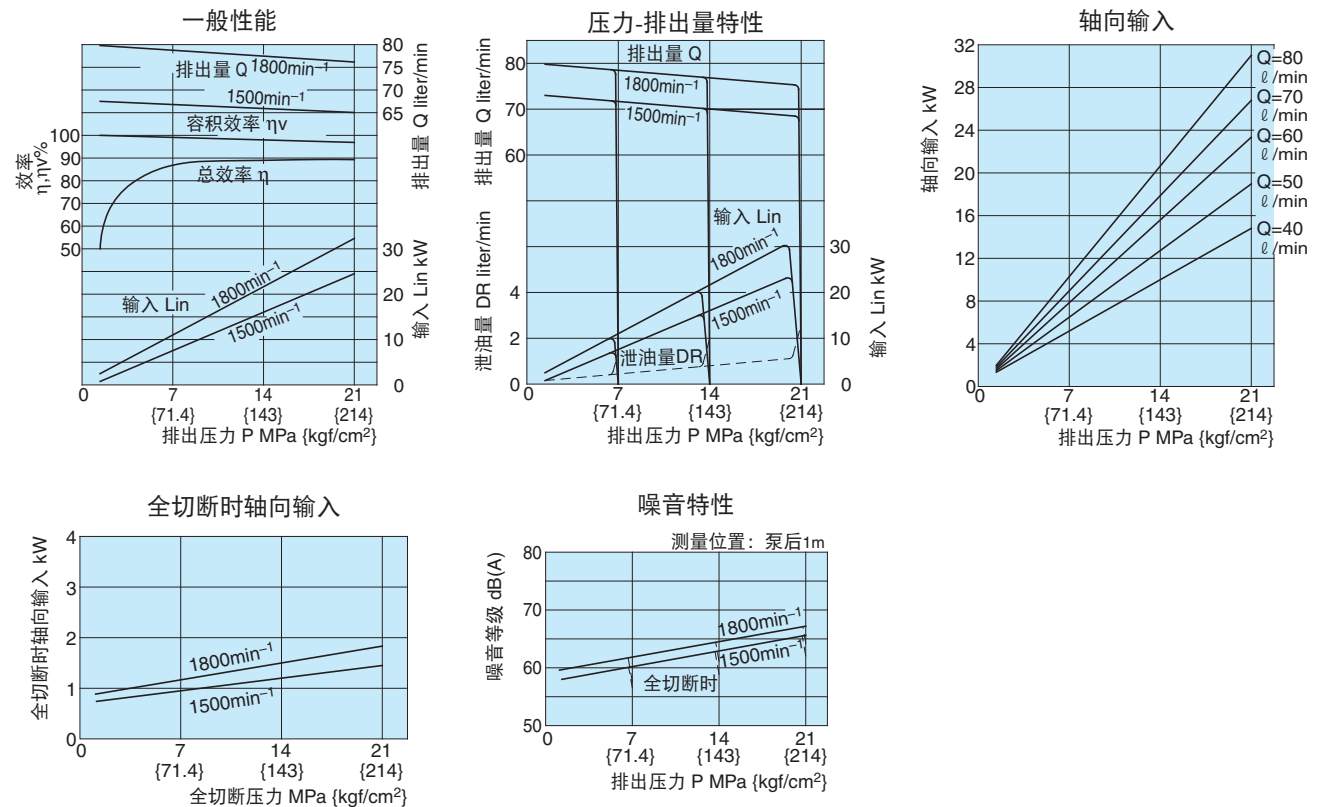 一般性能
排出量 Q
1800min⁻¹
1500min⁻¹
容积效率 ηv
总效率 η
输入 Lin
1800min⁻¹
1500min⁻¹
效率
η,ηv%
100
90
80
70
60
50
80
75
70
65
排出量 Q liter/min
30
20
10
0
输入 Lin kW
0
7
14
21
{71.4}
{143}
{214}
排出压力 P MPa {kgf/cm²}
压力-排出量特性
排出量 Q
1800min⁻¹
1500min⁻¹
输入 Lin
1800min⁻¹
1500min⁻¹
泄油量DR
80
70
60
排出量 Q liter/min
4
2
0
泄油量 DR liter/min
30
20
10
0
输入 Lin kW
0
7
14
21
{71.4}
{143}
{214}
排出压力 P MPa {kgf/cm²}
轴向输入
轴向输入 kW
32
28
24
20
16
12
8
4
0
Q=80
ℓ/min
Q=70
ℓ/min
Q=60
ℓ/min
Q=50
ℓ/min
Q=40
ℓ/min
0
7
14
21
{71.4}
{143}
{214}
排出压力 P MPa {kgf/cm²}
全切断时轴向输入
全切断时轴向输入 kW
4
3
2
1
0
1800min⁻¹
1500min⁻¹
0
7
14
21
{71.4}
{143}
{214}
全切断压力 MPa {kgf/cm²}
噪音特性
测量位置：泵后1m
噪音等级 dB(A)
80
70
60
50
1800min⁻¹
1500min⁻¹
全切断时
0
7
14
21
{71.4}
{143}
{214}
排出压力 P MPa {kgf/cm²}